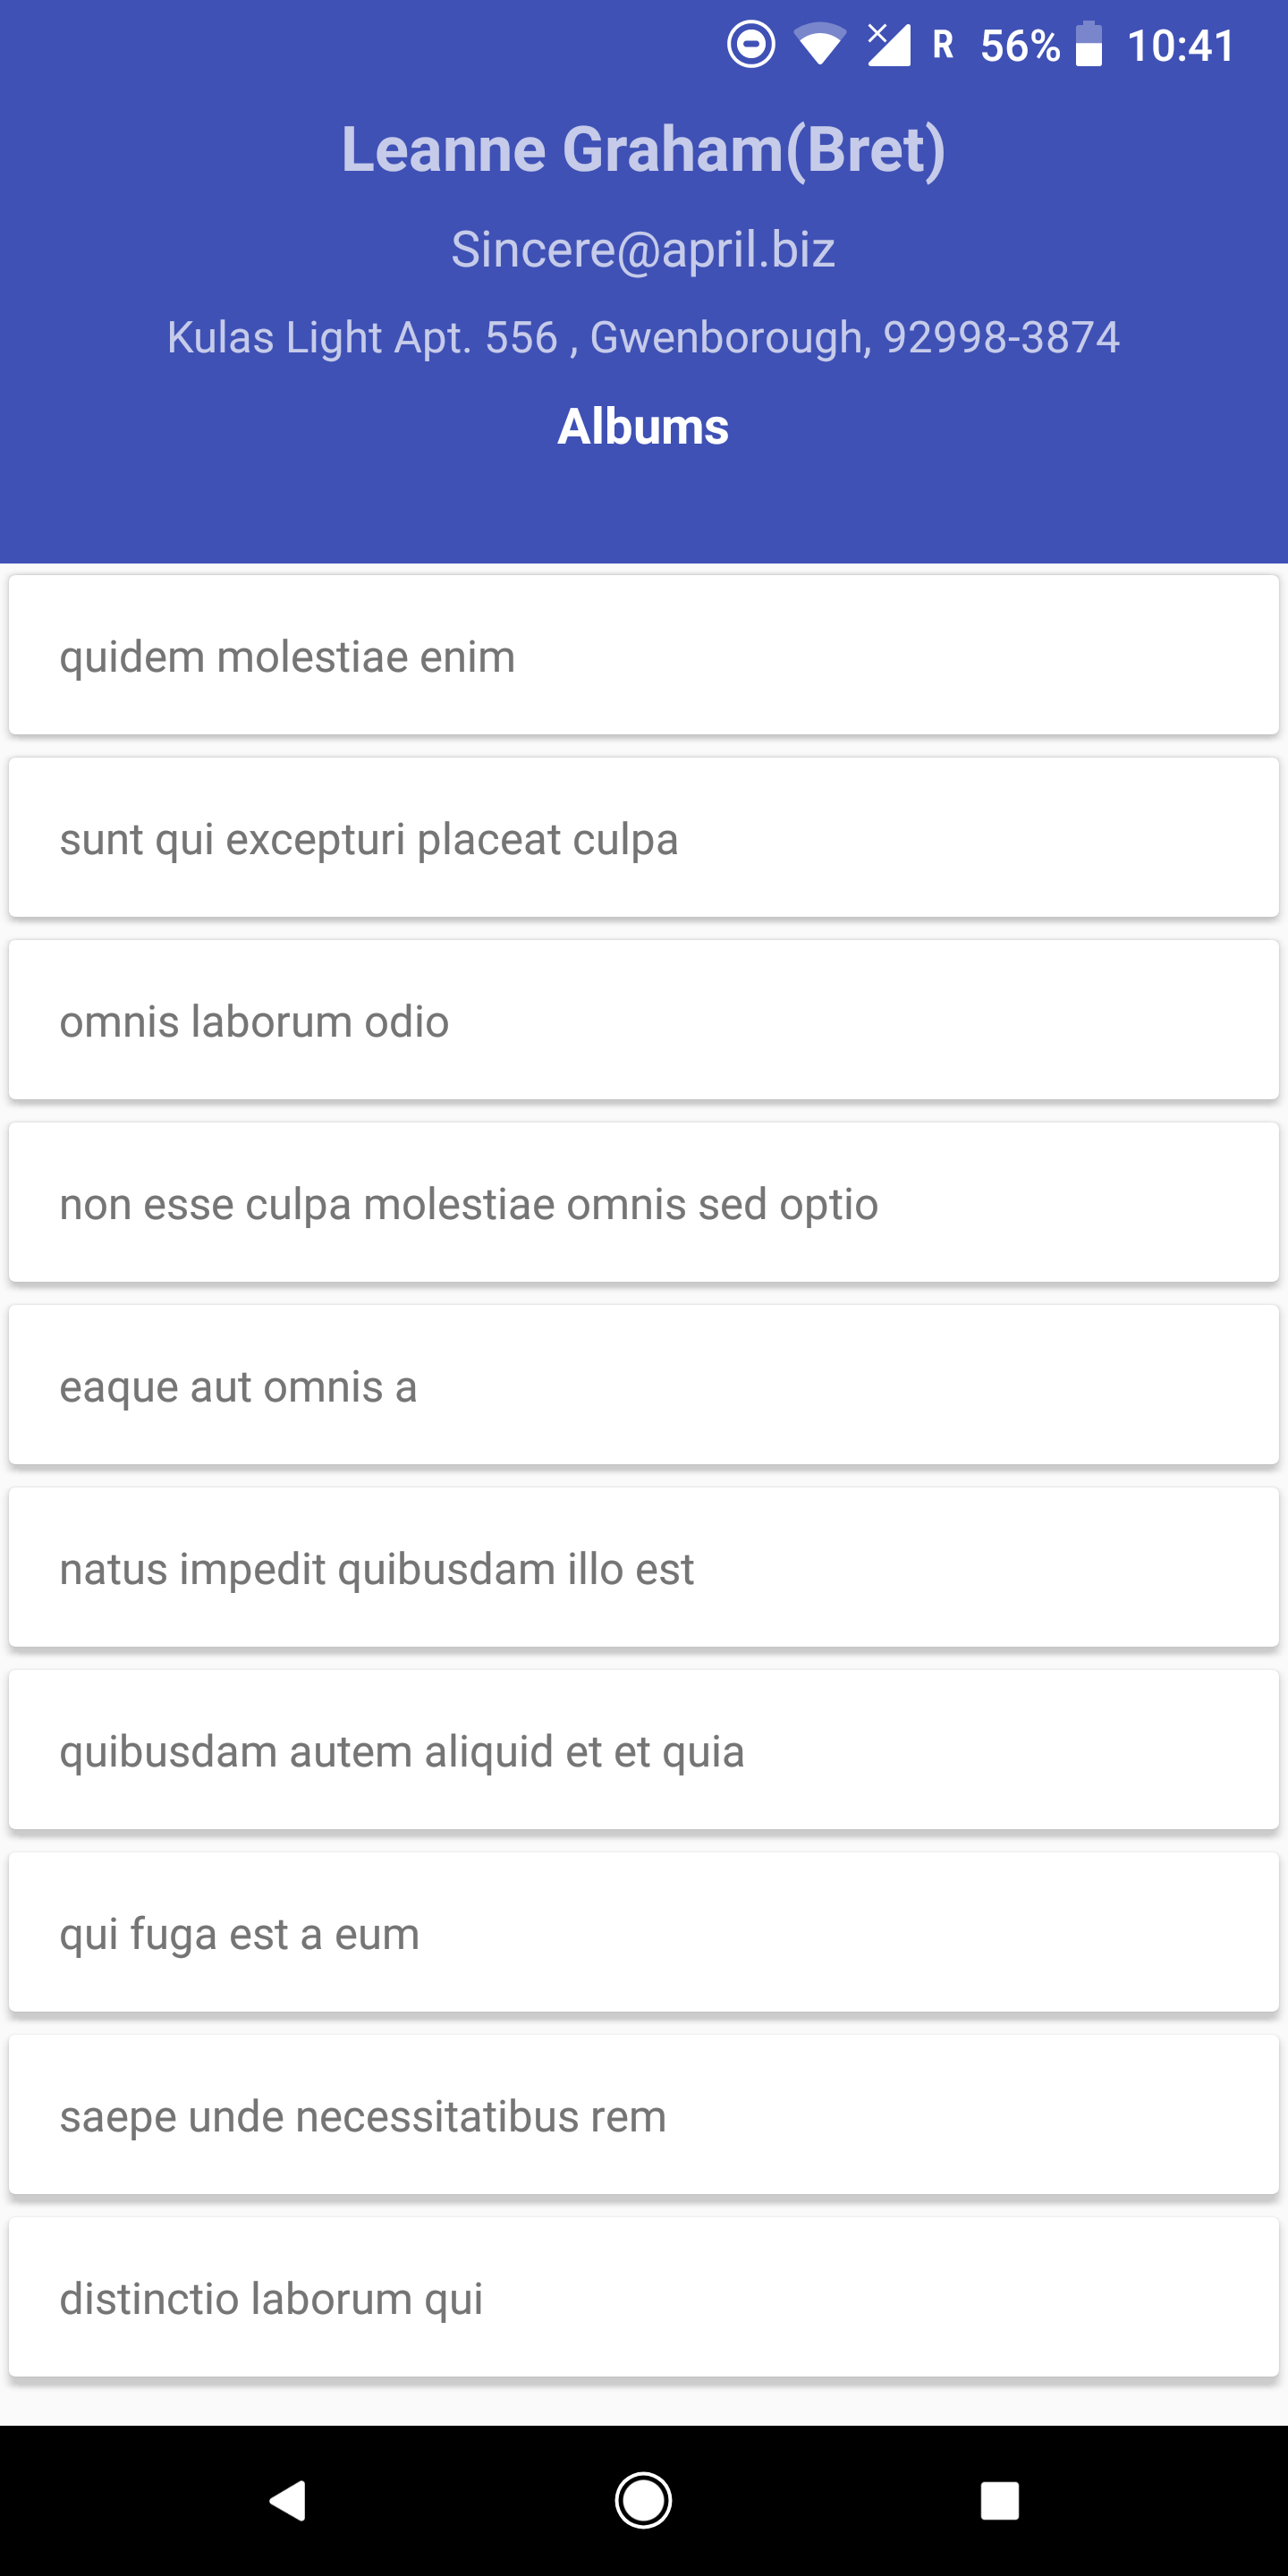 R 56% 10:41
Leanne Graham(Bret)
Sincere@april.biz
Kulas Light Apt. 556 , Gwenborough, 92998-3874
Albums
quidem molestiae enim
sunt qui excepturi placeat culpa
omnis laborum odio
non esse culpa molestiae omnis sed optio
eaque aut omnis a
natus impedit quibusdam illo est
quibusdam autem aliquid et et quia
qui fuga est a eum
saepe unde necessitatibus rem
distinctio laborum qui